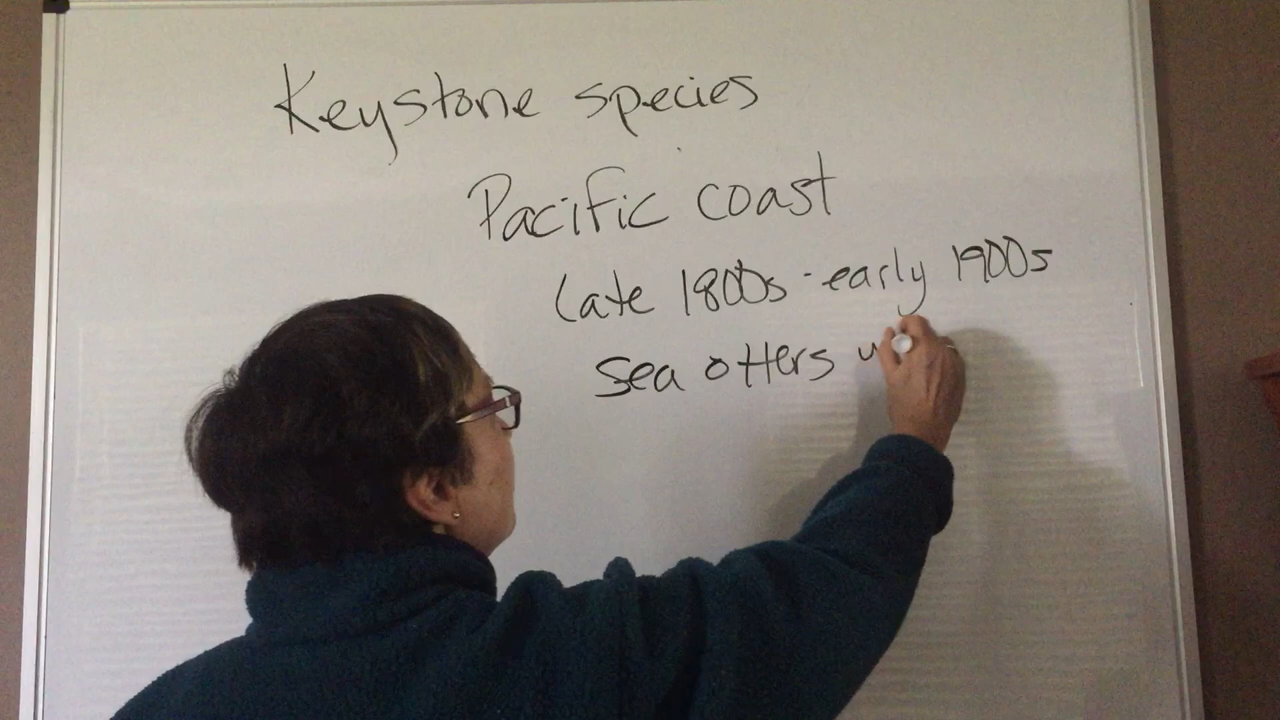 Keystone species
Pacific coast
Late 1800s - early 1900s
sea otters